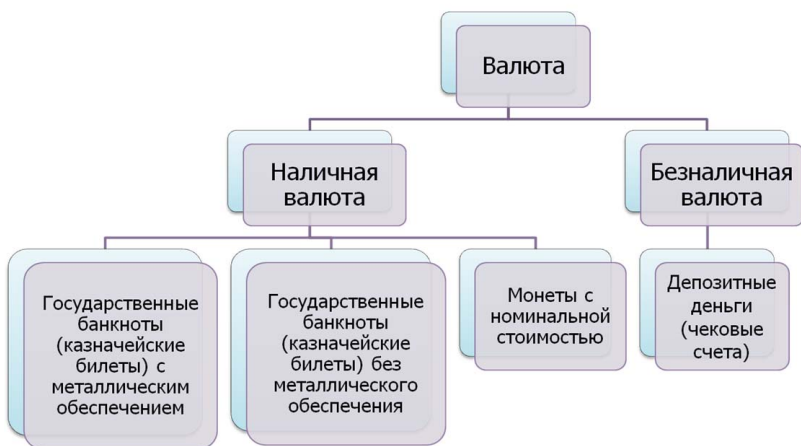 Валюта
Наличная
валюта
Безналичная
валюта
Государственные
банкноты
(казначейские
билеты) с
металлическим
обеспечением
Государственные
банкноты
(казначейские
билеты) без
металлического
обеспечения
Монеты с
номинальной
стоимостью
Депозитные
деньги
(чековые
счета)